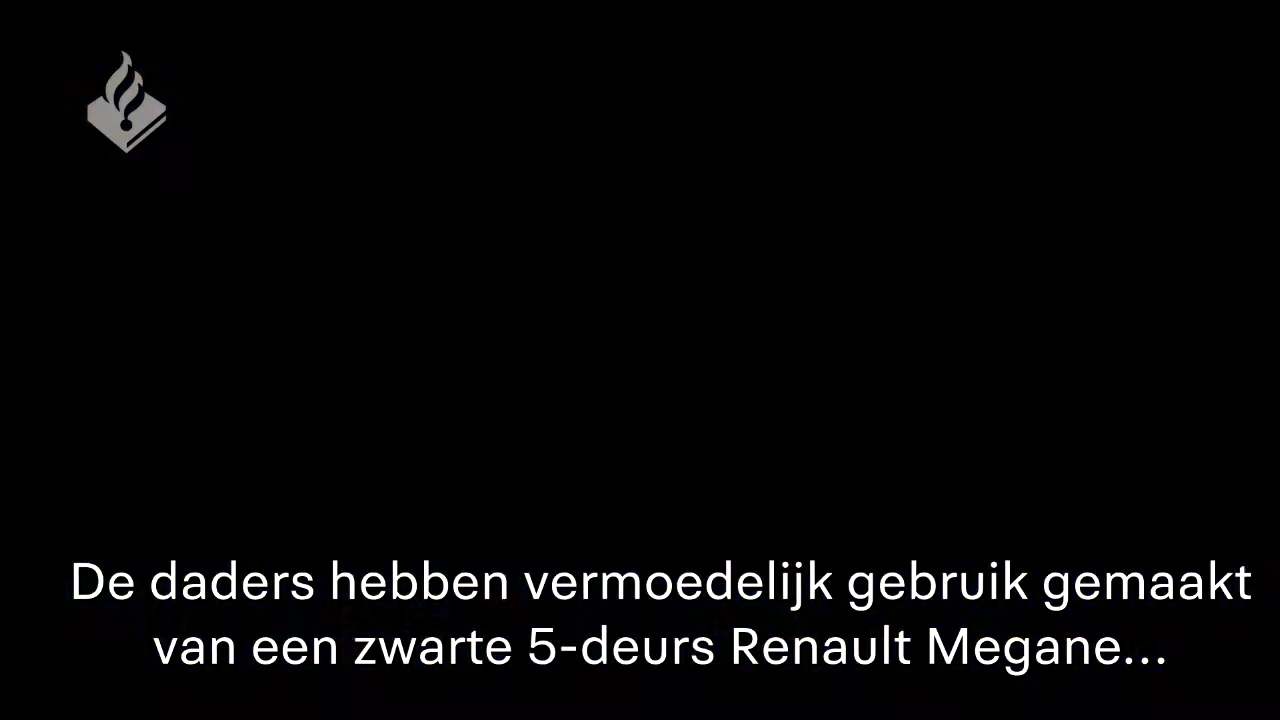 De daders hebben vermoedelijk gebruik gemaakt
van een zwarte 5-deurs Renault Megane...